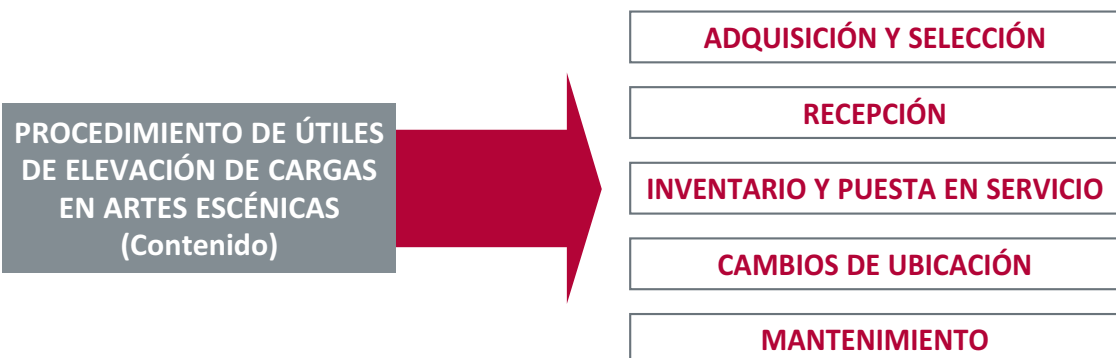 PROCEDIMIENTO DE ÚTILES
DE ELEVACIÓN DE CARGAS
EN ARTES ESCÉNICAS
(Contenido)
ADQUISICIÓN Y SELECCIÓN
RECEPCIÓN
INVENTARIO Y PUESTA EN SERVICIO
CAMBIOS DE UBICACIÓN
MANTENIMIENTO